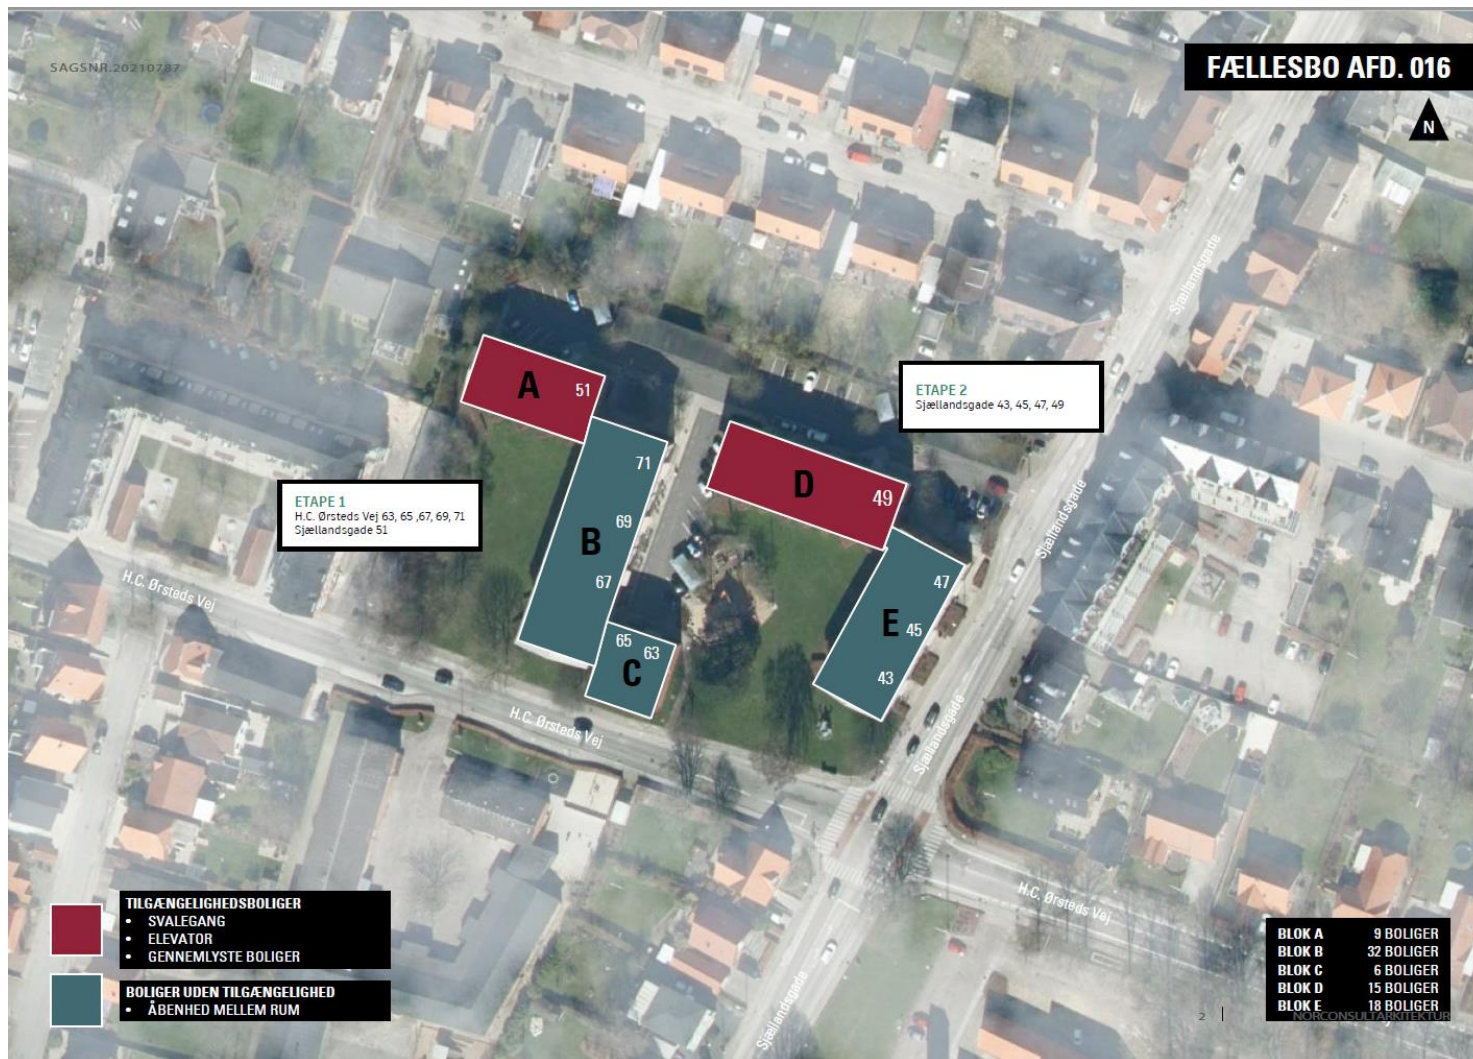 SAGSNR.20210787
FÆLLESBO AFD. 016
N
Sjællandsgade
ETAPE 2
Sjællandsgade 43, 45, 47, 49
A
51
71
D
49
ETAPE 1
H.C. Ørsteds Vej 63, 65 ,67, 69, 71
Sjællandsgade 51
69
B
67
Sjællandsgade
47
E
45
43
H.C. Ørsteds Vej
65
63
C
H.C. Ørsteds Vej
Sjællandsgade
H.C. Ørsteds Vej
Sjællandsgade
TILGÆNGELIGHEDSBOLIGER
• SVALEGANG
• ELEVATOR
• GENNEMLYSTE BOLIGER
BOLIGER UDEN TILGÆNGELIGHED
• ÅBENHED MELLEM RUM
BLOK A 9 BOLIGER
BLOK B 32 BOLIGER
BLOK C 6 BOLIGER
BLOK D 15 BOLIGER
BLOK E 18 BOLIGER
2 | NORCONSULTARKITEKTUR